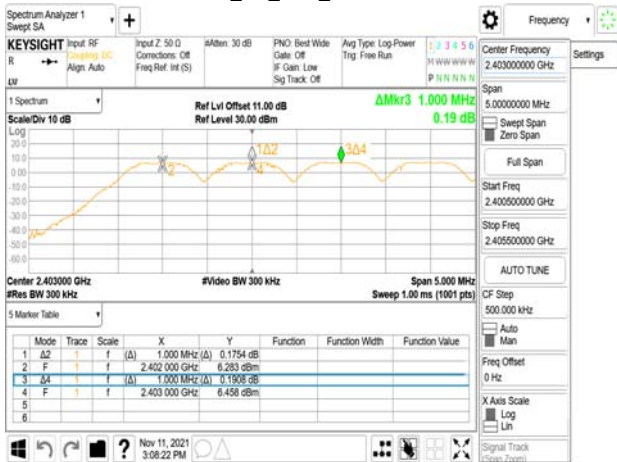 Spectrum Analyzer 1
Swept SA
Frequency
KEYSIGHT
R
Input: RF
Coupling: DC
Align: Auto
Input Z: 50 Ω
Corrections: Off
Freq Ref: Int (S)
#Atten: 30 dB
PNO: Best Wide
Gate: Off
IF Gain: Low
Sig Track: Off
Avg Type: Log-Power
Trig: Free Run
1 2 3 4 5 6
M W W W W W
P N N N N N
Center Frequency
2.403000000 GHz
Settings
1 Spectrum
Scale/Div 10 dB
Ref Lvl Offset 11.00 dB
Ref Level 30.00 dBm
ΔMkr3 1.000 MHz
0.19 dB
Log
20.0
10.0
0.00
-10.0
-20.0
-30.0
-40.0
-50.0
-60.0
2
1Δ2
4
3Δ4
Center 2.403000 GHz
#Res BW 300 kHz
#Video BW 300 kHz
Span 5.000 MHz
Sweep 1.00 ms (1001 pts)
Span
5.00000000 MHz
Swept Span
Zero Span
Full Span
Start Freq
2.400500000 GHz
Stop Freq
2.405500000 GHz
AUTO TUNE
CF Step
500.000 kHz
Auto
Man
Freq Offset
0 Hz
X Axis Scale
Log
Lin
Signal Track
(Span Zoom)
5 Marker Table
Mode Trace Scale X Y Function Function Width Function Value
1 Δ2 1 f (Δ) 1.000 MHz (Δ) 0.1754 dB
2 F 1 f 2.402 000 GHz 6.283 dBm
3 Δ4 1 f (Δ) 1.000 MHz (Δ) 0.1908 dB
4 F 1 f 2.403 000 GHz 6.458 dBm
5
6
?
Nov 11, 2021
3:08:22 PM